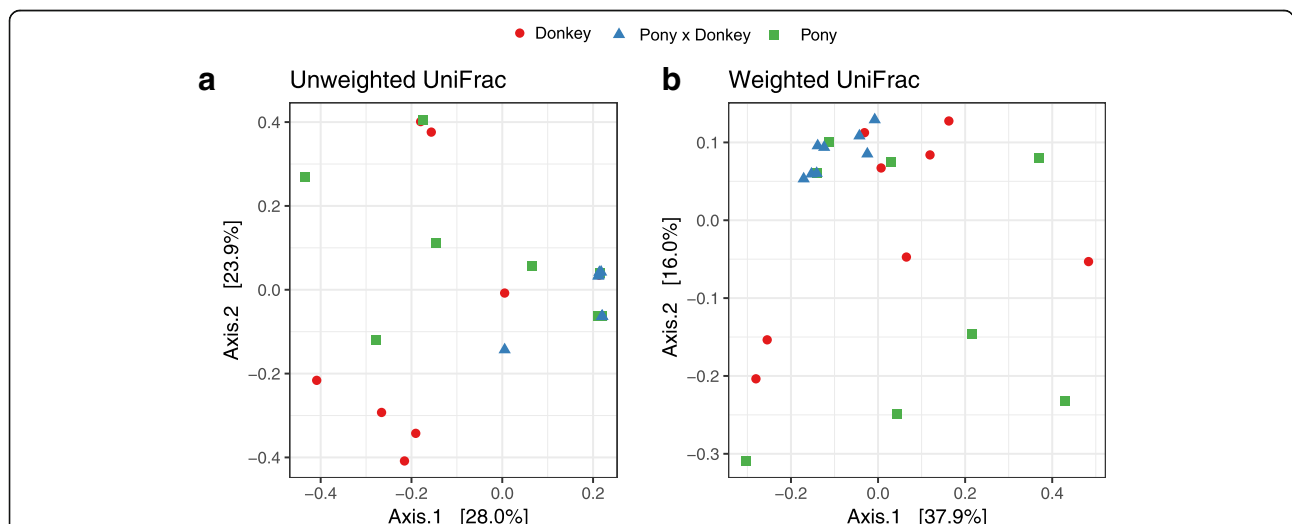 Donkey Pony x Donkey Pony
a Unweighted UniFrac
0.4
0.2
0.0
−0.2
−0.4
Axis.2 [23.9%]
−0.4 −0.2 0.0 0.2
Axis.1 [28.0%]
b Weighted UniFrac
0.1
0.0
−0.1
−0.2
−0.3
Axis.2 [16.0%]
−0.2 0.0 0.2 0.4
Axis.1 [37.9%]